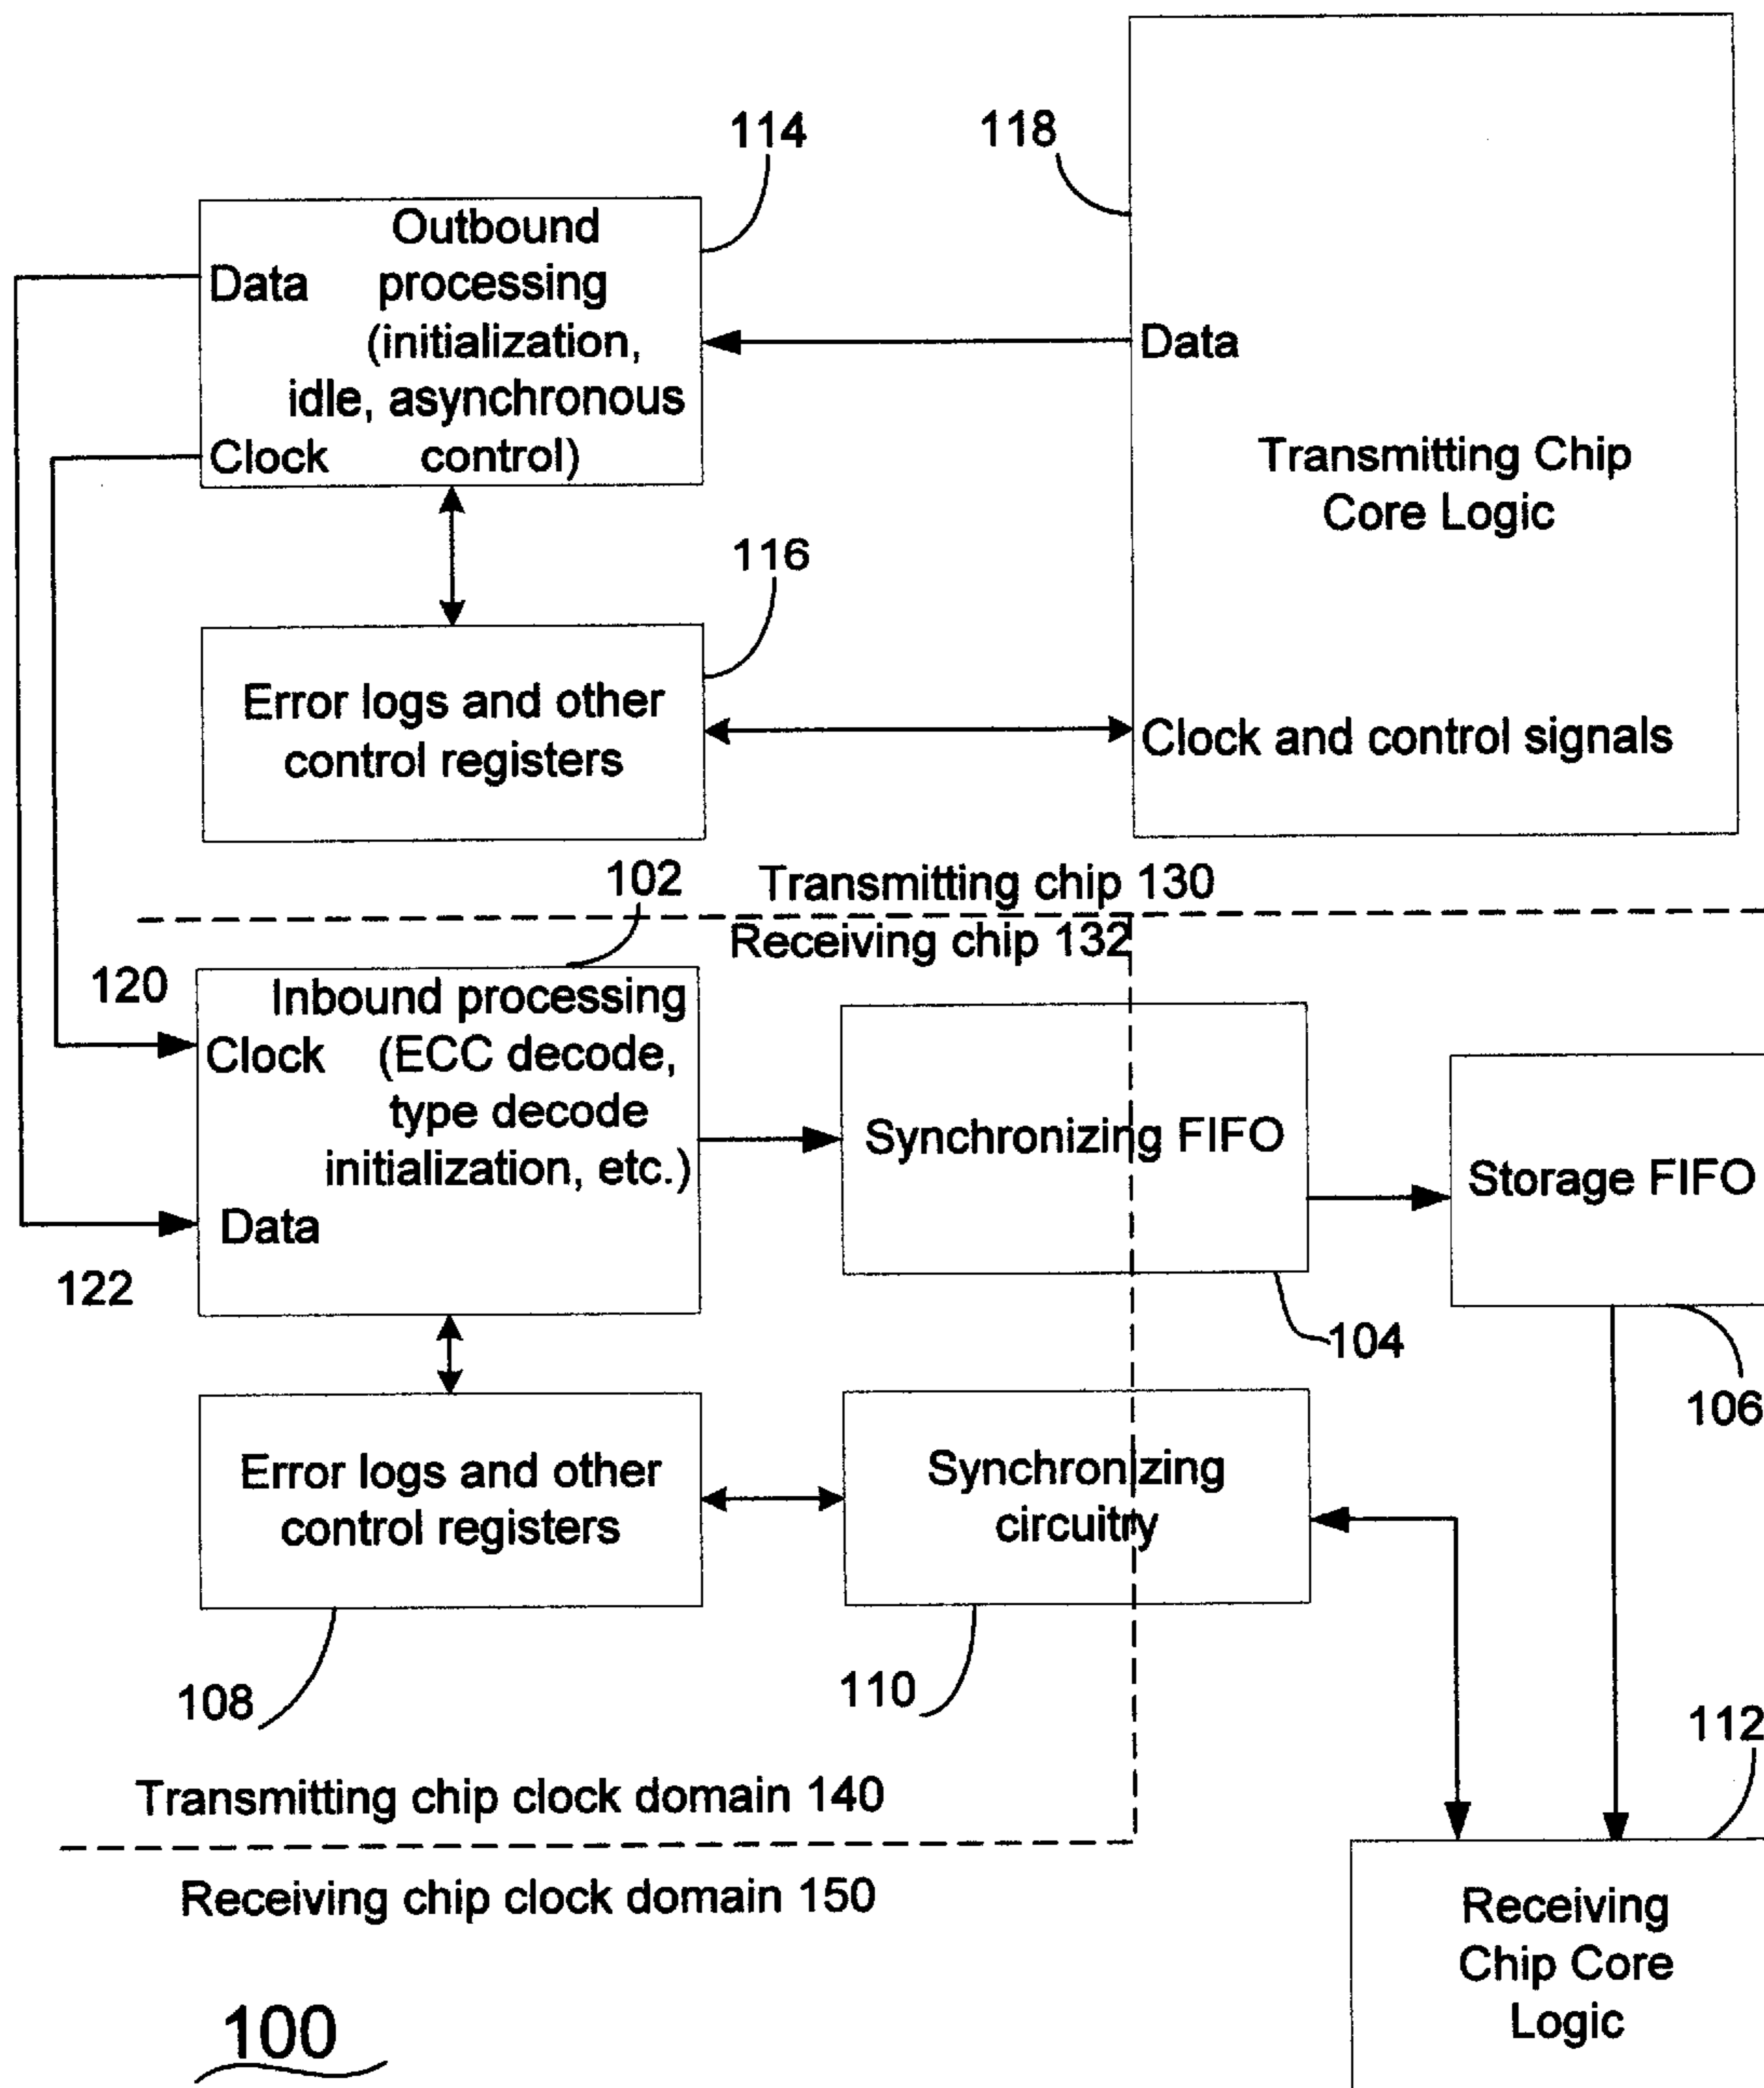 114
118
Outbound
Data processing
(initialization,
idle, asynchronous
Clock control)
Data
Transmitting Chip
Core Logic
116
Error logs and other
control registers
Clock and control signals
102
Transmitting chip 130
Receiving chip 132
120
Inbound processing
Clock (ECC decode,
type decode
initialization, etc.)
Data
122
Synchronizing FIFO
Storage FIFO
104
106
Error logs and other
control registers
Synchronizing
circuitry
108
110
112
Transmitting chip clock domain 140
Receiving chip clock domain 150
Receiving
Chip Core
Logic
100